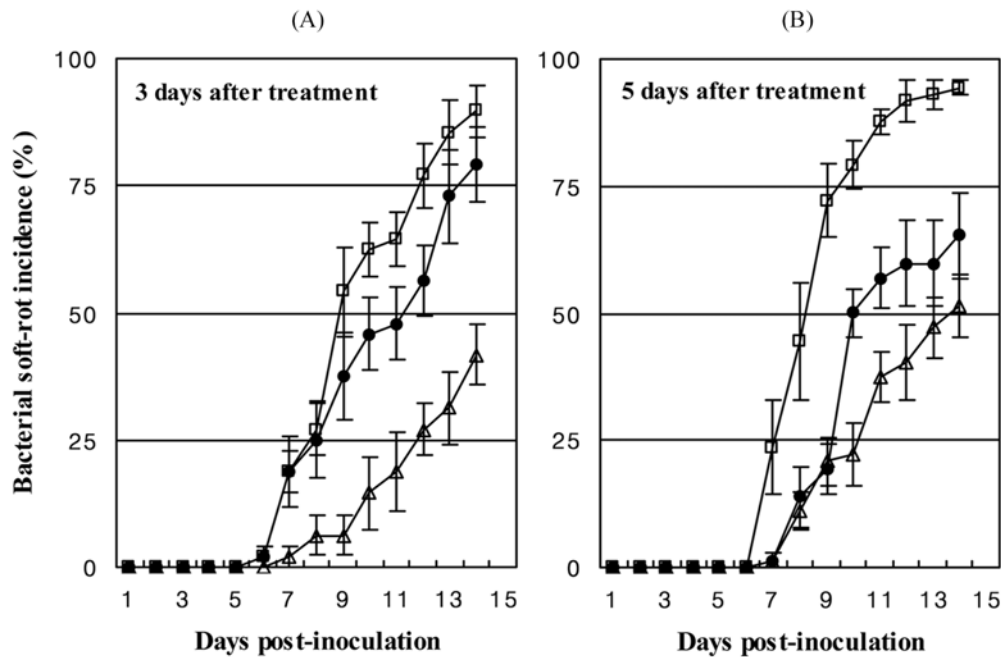 (A)
(B)
Bacterial soft-rot incidence (%)
100
75
50
25
0
3 days after treatment
1 3 5 7 9 11 13 15
Days post-inoculation
100
75
50
25
0
5 days after treatment
1 3 5 7 9 11 13 15
Days post-inoculation